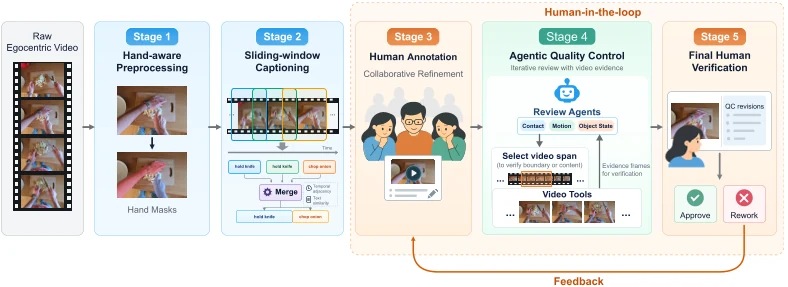 Human-in-the-loop
Raw
Egocentric Video
Stage 1
Hand-aware
Preprocessing
Hand Masks
Stage 2
Sliding-window
Captioning
...
...
Time
hold knife
hold knife
chop onion
Merge
Temporal
adjacency
Text
similarity
hold knife
chop onion
Stage 3
Human Annotation
Collaborative Refinement
Stage 4
Agentic Quality Control
Iterative review with video evidence
Review Agents
Contact
Motion
Object State
Select video span
(to verify boundary or content)
...
...
Evidence frames
for verification
Video Tools
...
...
Stage 5
Final Human
Verification
QC revisions
Approve
Rework
Feedback